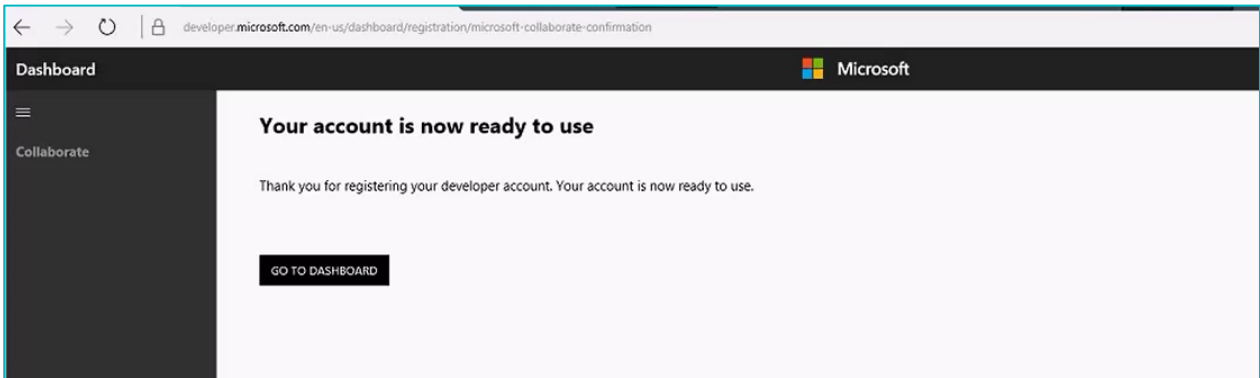 developer.microsoft.com/en-us/dashboard/registration/microsoft-collaborate-confirmation
Dashboard
Microsoft
Collaborate
Your account is now ready to use
Thank you for registering your developer account. Your account is now ready to use.
GO TO DASHBOARD